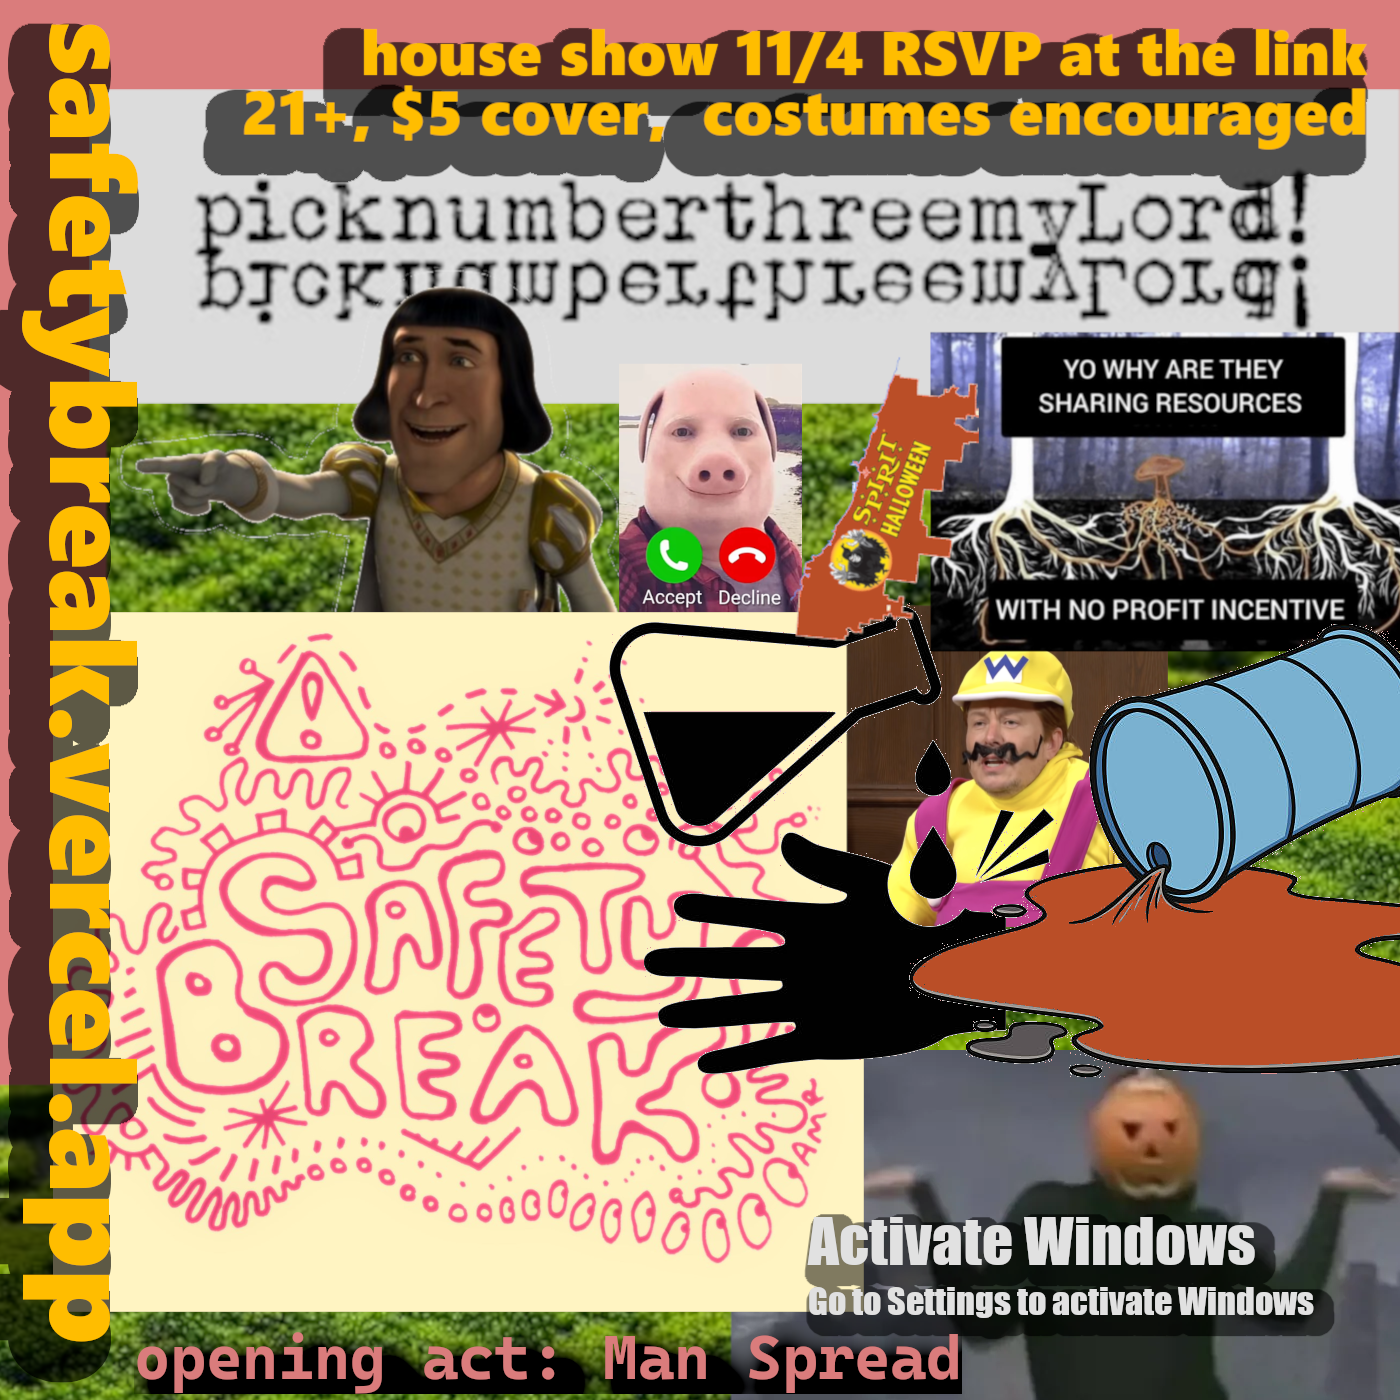 house show 11/4 RSVP at the link
21+, $5 cover, costumes encouraged
safetybreak.vercel.app
picknumberthreemyLord!
picknumberthreemyLord!
YO WHY ARE THEY
SHARING RESOURCES
WITH NO PROFIT INCENTIVE
Accept Decline
SPIRIT
HALLOWEEN
W
SAFETY
BREAK
AMR
Activate Windows
Go to Settings to activate Windows
opening act: Man Spread